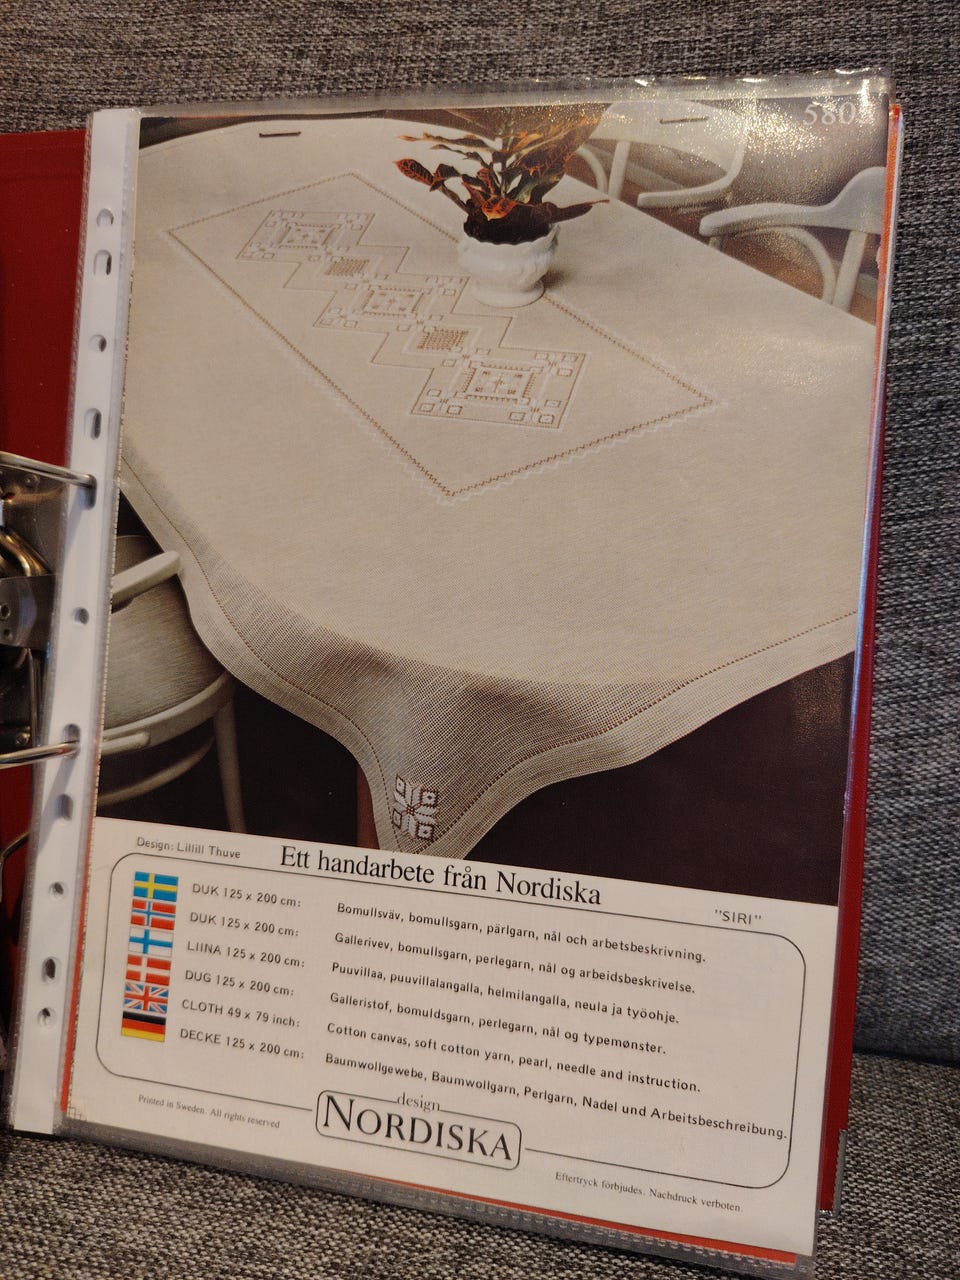 Design: Lillill Thuve
Ett handarbete från Nordiska
"SIRI"
DUK 125 x 200 cm: Bomullsväv, bomullsgarn, pärlgarn, nål och arbetsbeskrivning.
DUK 125 x 200 cm: Gallerivev, bomullsgarn, perlegarn, nål og arbeidsbeskrivelse.
LIINA 125 x 200 cm: Puuvillaa, puuvillalangalla, helmilangalla, neula ja työohje.
DUG 125 x 200 cm: Galleristof, bomuldsgarn, perlegarn, nål og typemønster.
CLOTH 49 x 79 inch: Cotton canvas, soft cotton yarn, pearl, needle and instruction.
DECKE 125 x 200 cm: Baumwollgewebe, Baumwollgarn, Perlgarn, Nadel und Arbeitsbeschreibung.
Printed in Sweden. All rights reserved
design
NORDISKA
Eftertryck förbjudes. Nachdruck verboten.